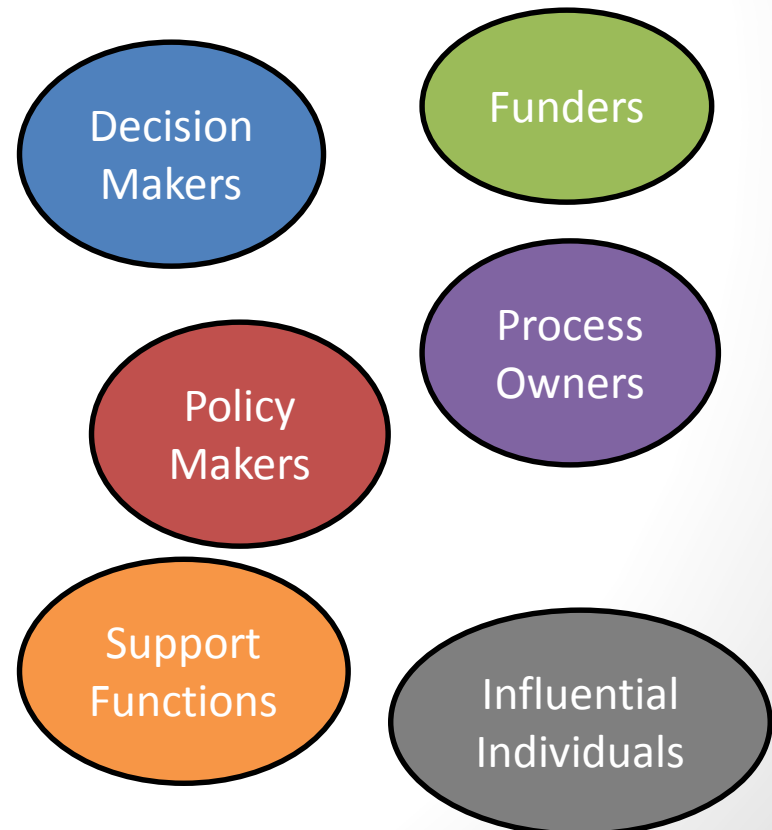 Decision
Makers
Funders
Process
Owners
Policy
Makers
Support
Functions
Influential
Individuals